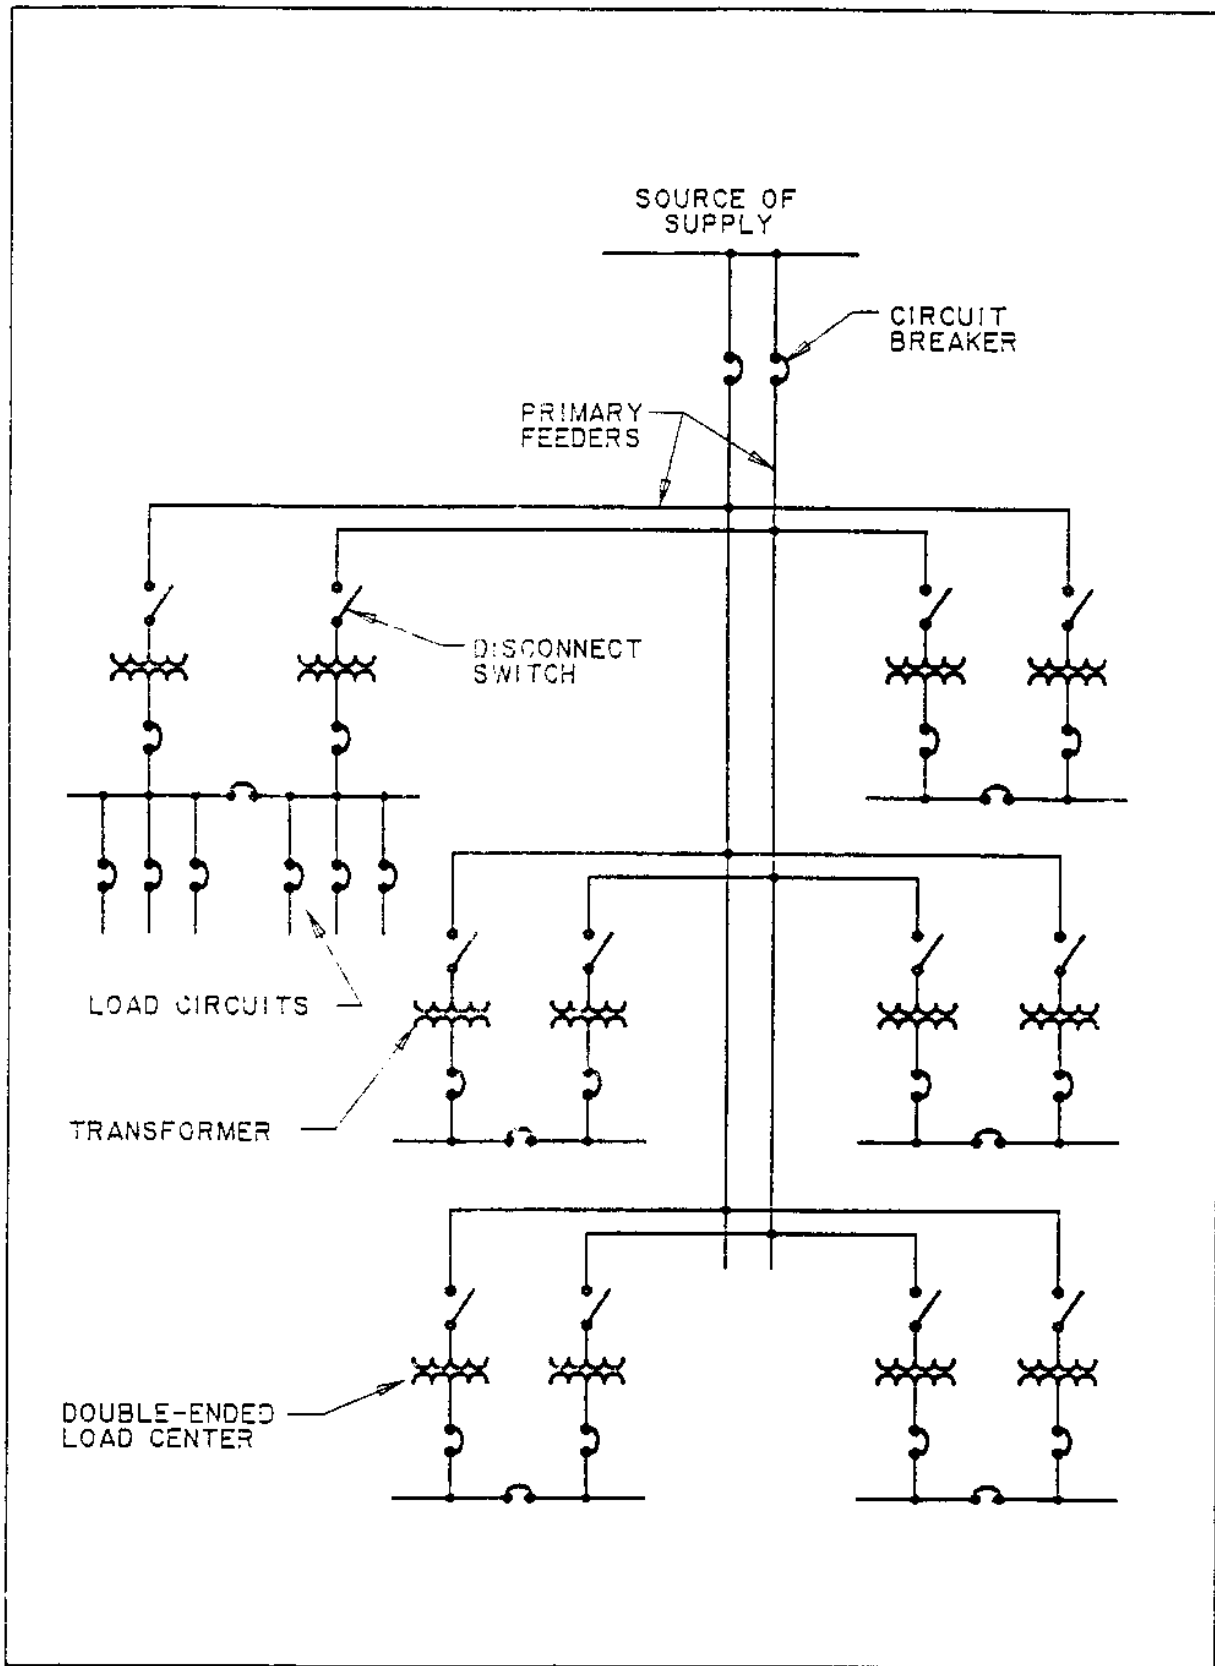 SOURCE OF
SUPPLY
CIRCUIT
BREAKER
PRIMARY
FEEDERS
DISCONNECT
SWITCH
LOAD CIRCUITS
TRANSFORMER
DOUBLE-ENDED
LOAD CENTER